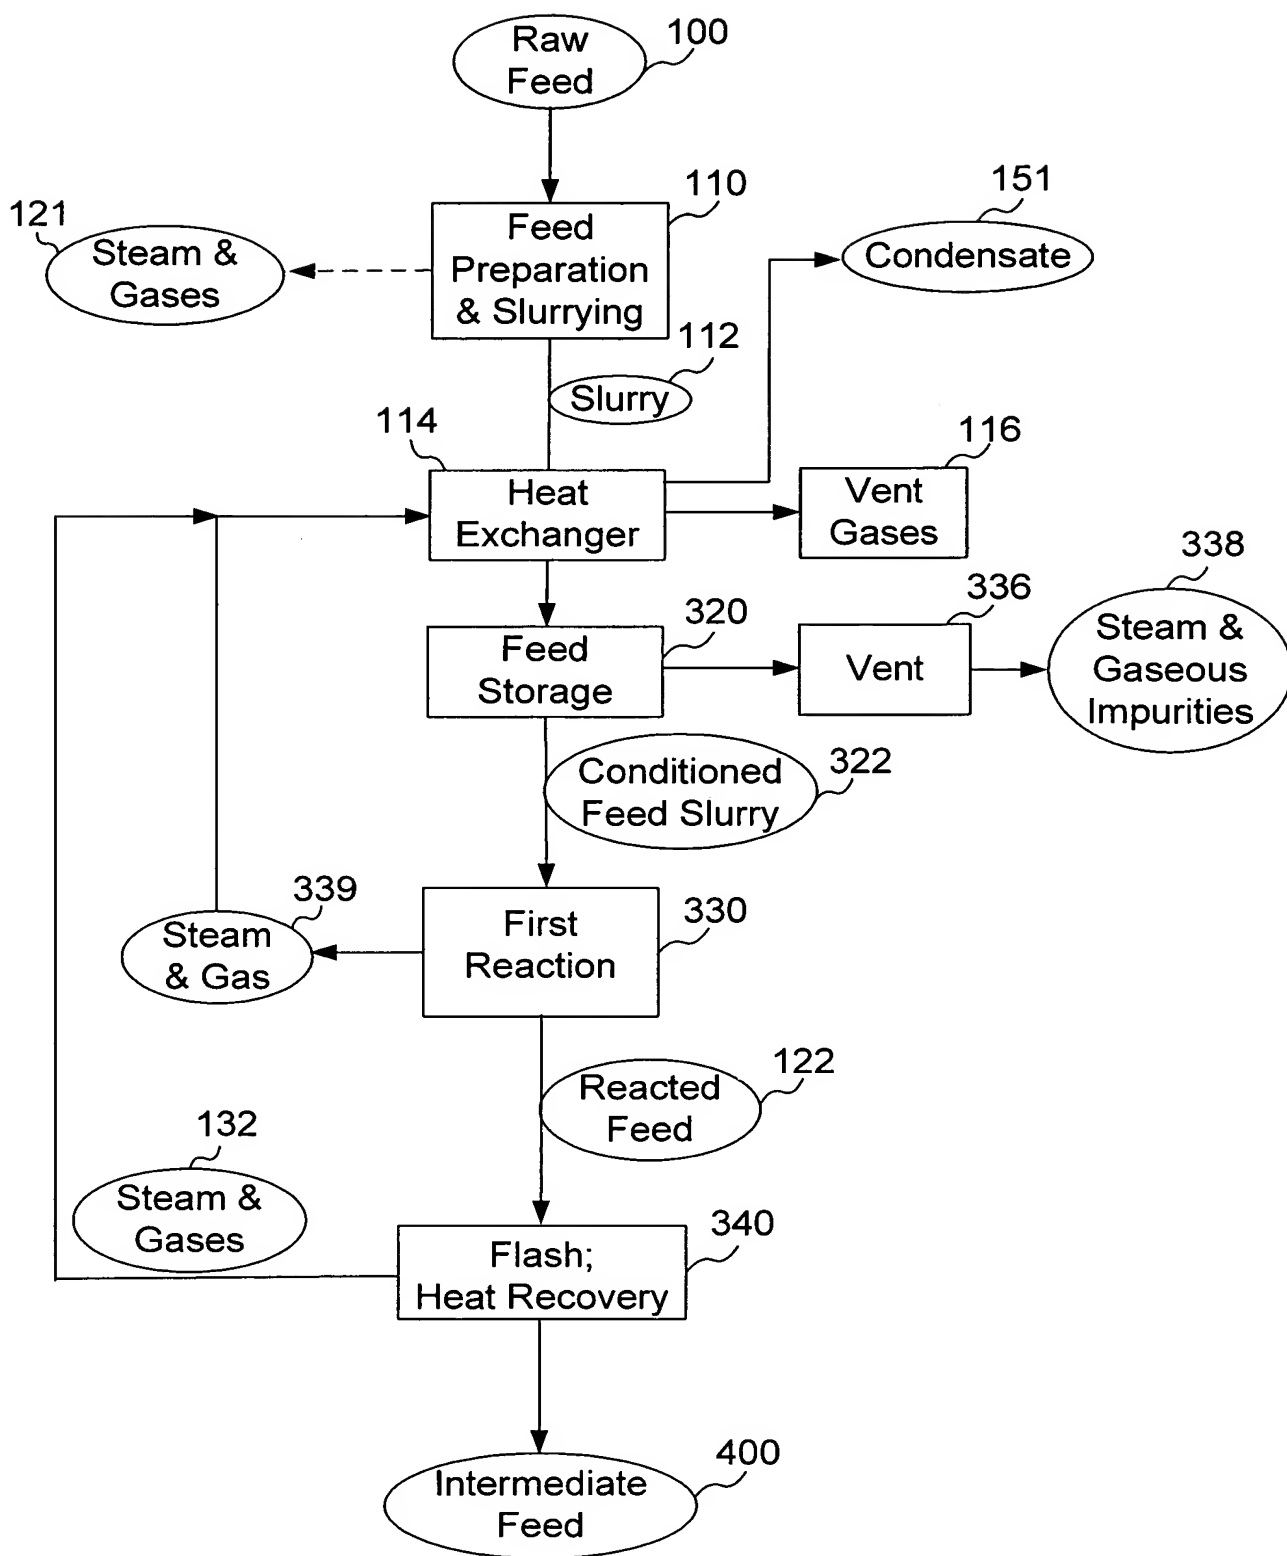 Raw
Feed
100
110
Feed
Preparation
& Slurrying
121
Steam &
Gases
151
Condensate
112
Slurry
114
Heat
Exchanger
116
Vent
Gases
338
Steam &
Gaseous
Impurities
320
Feed
Storage
336
Vent
Conditioned
Feed Slurry
322
339
Steam
& Gas
First
Reaction
330
Reacted
Feed
122
132
Steam &
Gases
340
Flash;
Heat Recovery
Intermediate
Feed
400